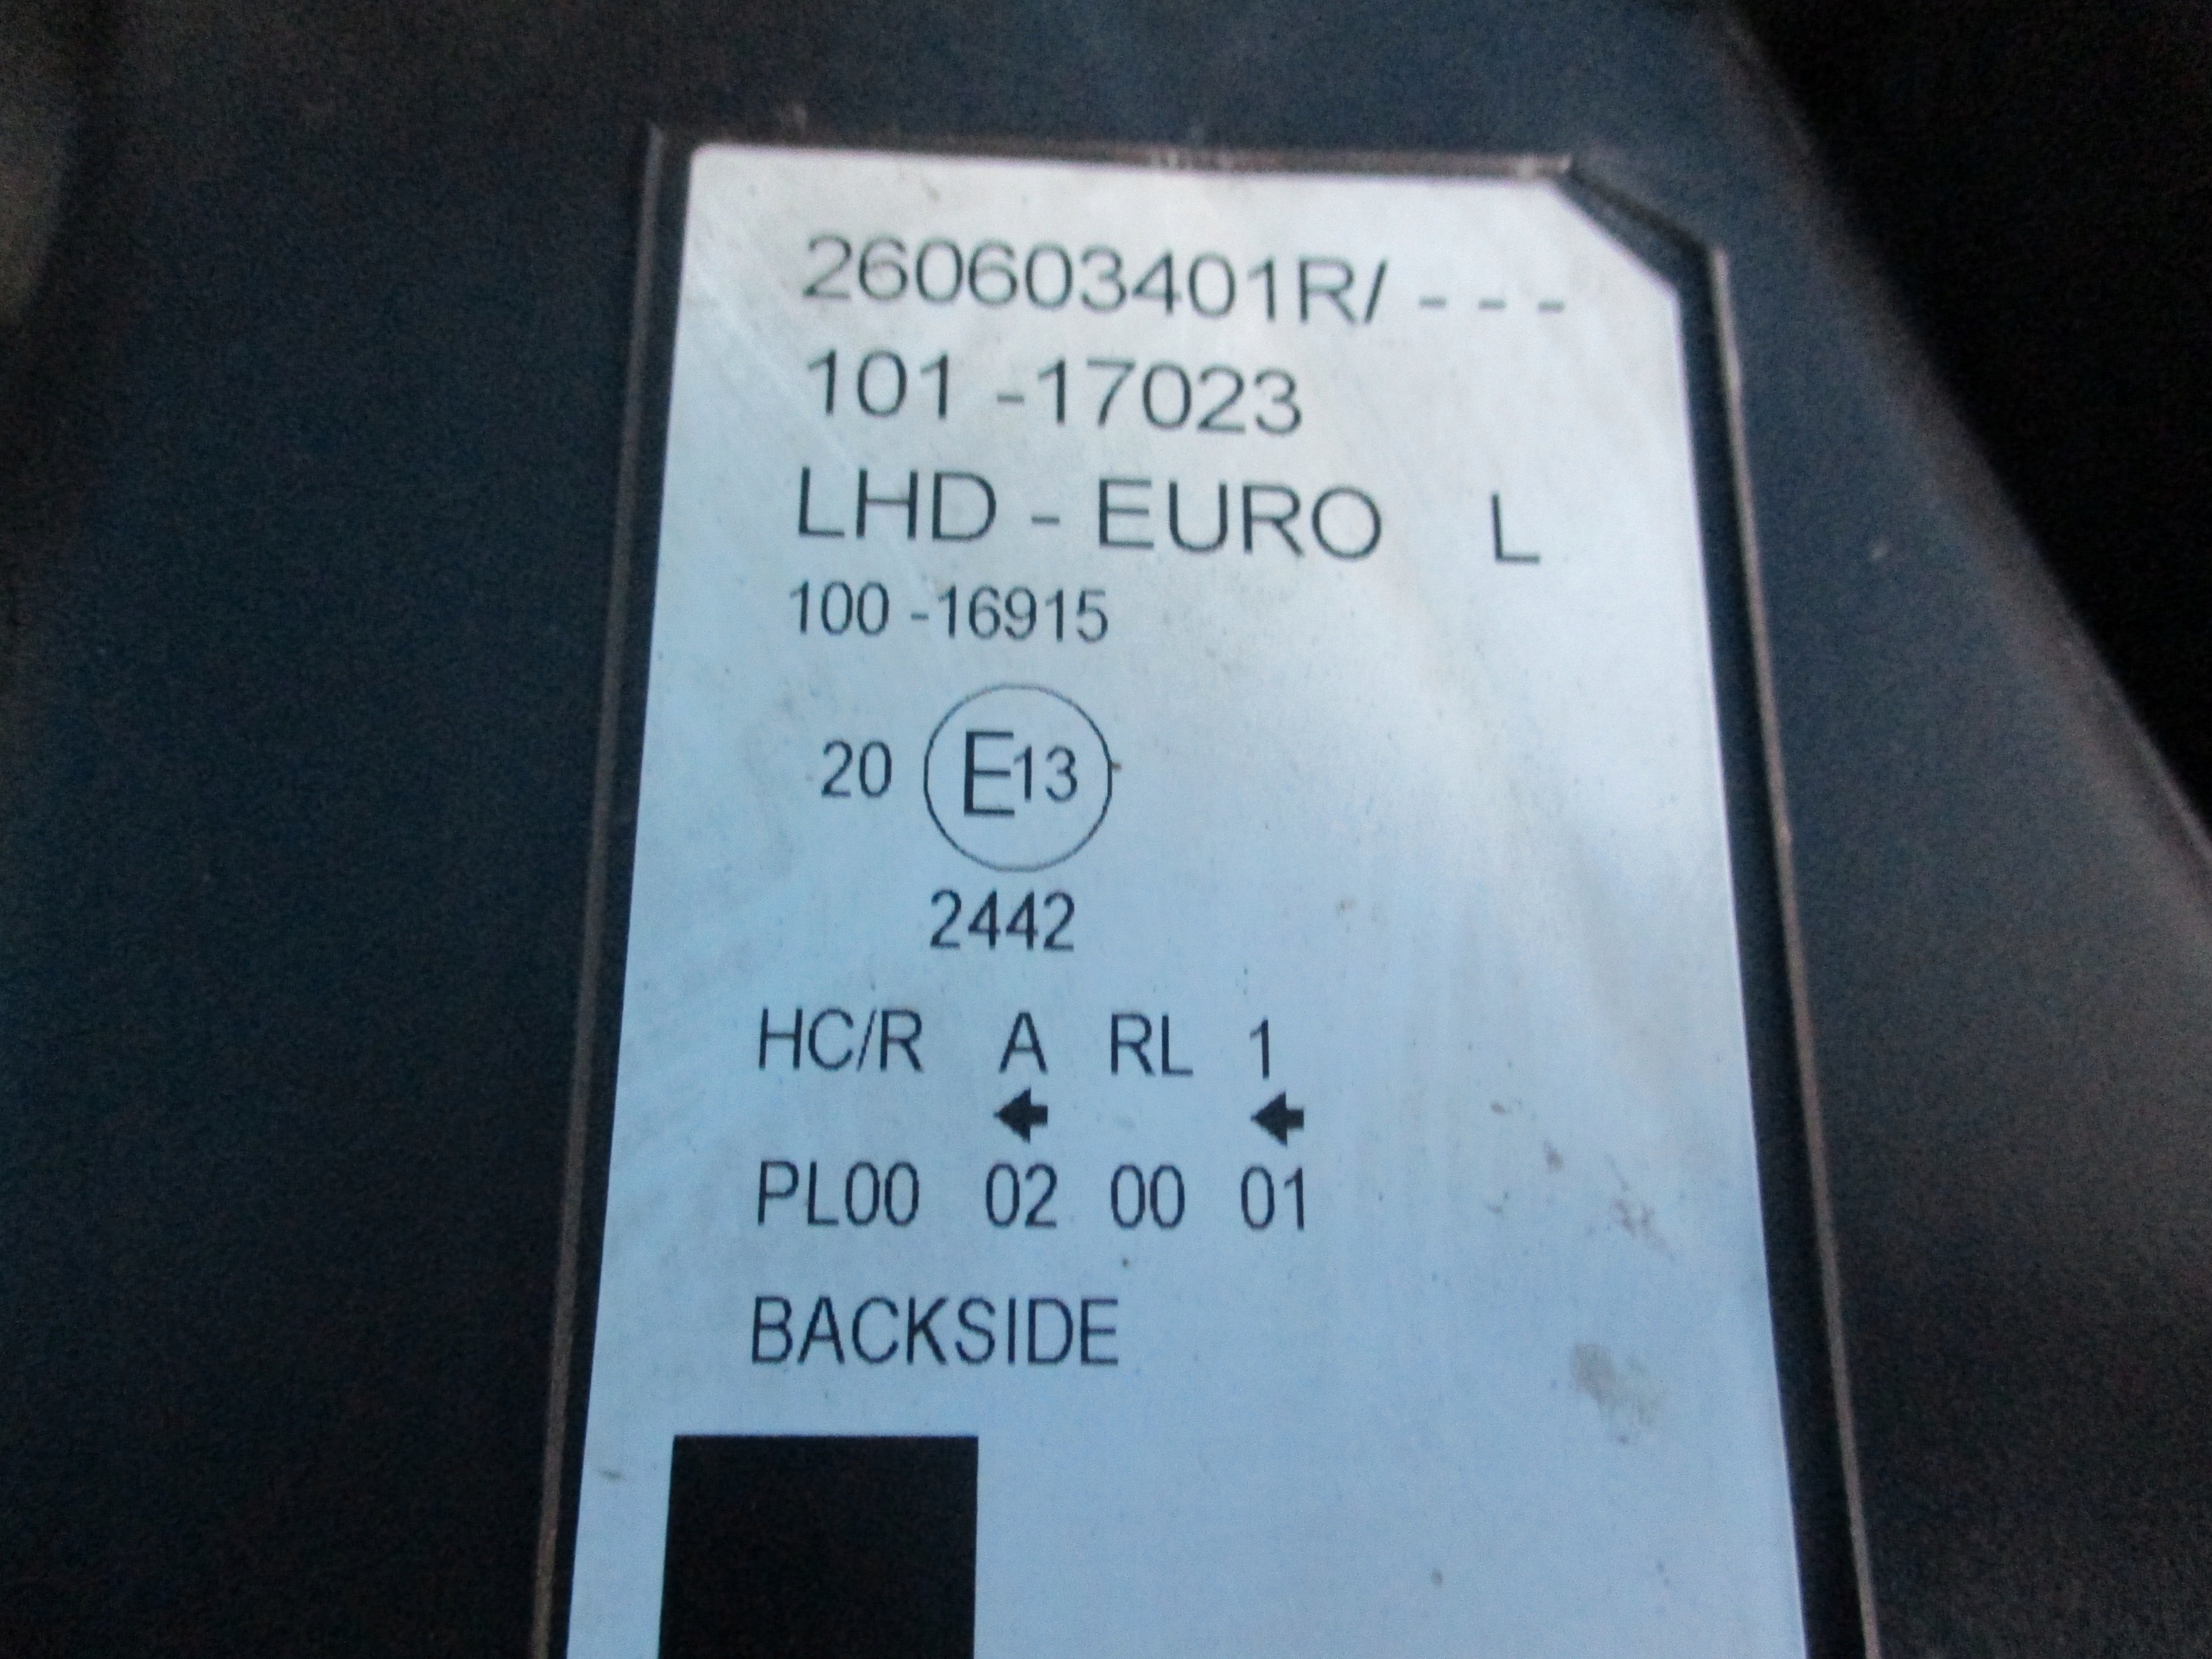 260603401R/ - - -
101 -17023
LHD - EURO L
100 -16915
20 E13
2442
HC/R A RL 1
PL00 02 00 01
BACKSIDE